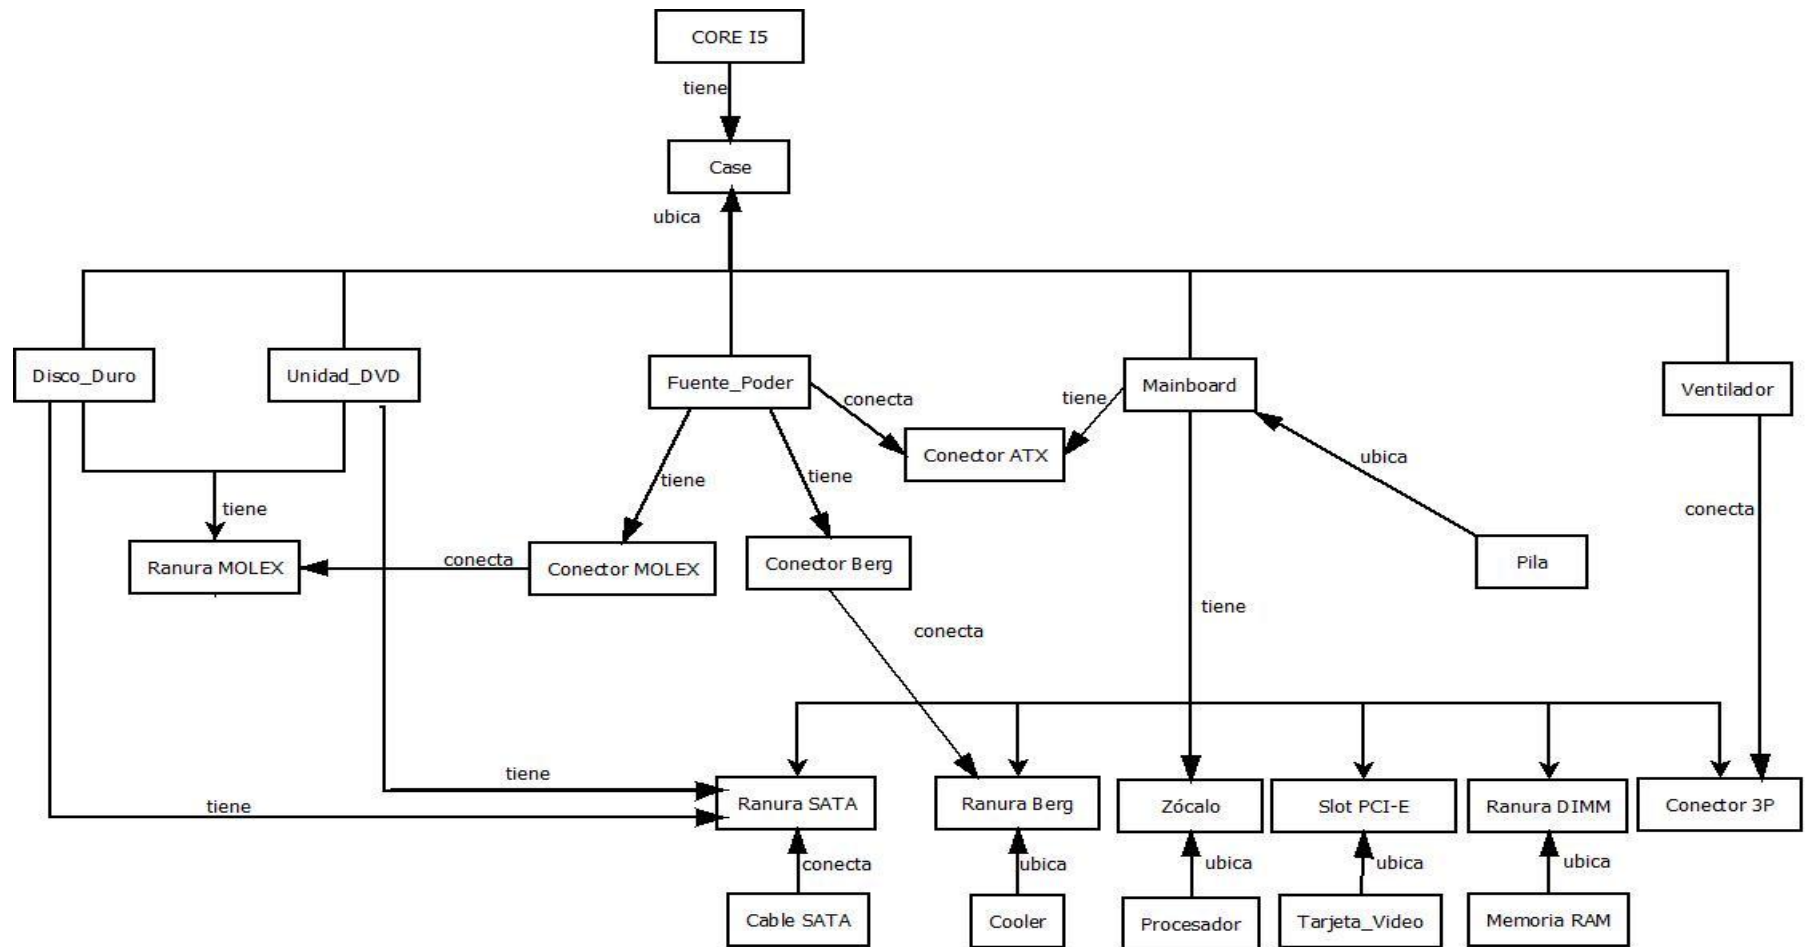 CORE I5
tiene
Case
ubica
Disco_Duro
Unidad_DVD
Fuente_Poder
Mainboard
Ventilador
conecta
tiene
Conector ATX
ubica
tiene
tiene
tiene
conecta
Ranura MOLEX
conecta
Conector MOLEX
Conector Berg
Pila
tiene
conecta
tiene
tiene
Ranura SATA
Ranura Berg
Zócalo
Slot PCI-E
Ranura DIMM
Conector 3P
conecta
ubica
ubica
ubica
ubica
Cable SATA
Cooler
Procesador
Tarjeta_Video
Memoria RAM